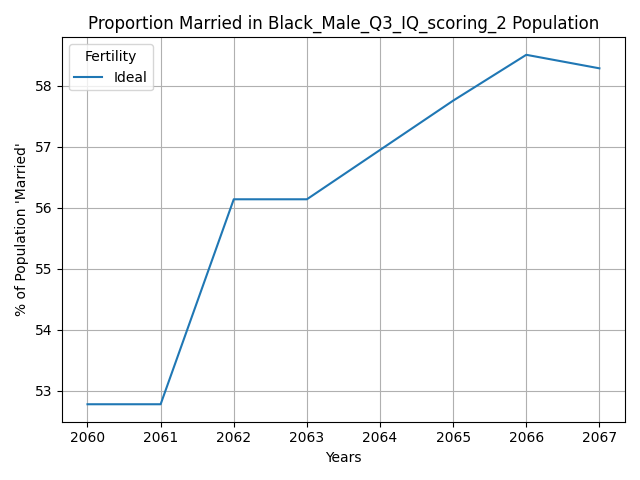 Proportion Married in Black_Male_Q3_IQ_scoring_2 Population
Fertility
Ideal
% of Population 'Married'
58
57
56
55
54
53
2060 2061 2062 2063 2064 2065 2066 2067
Years